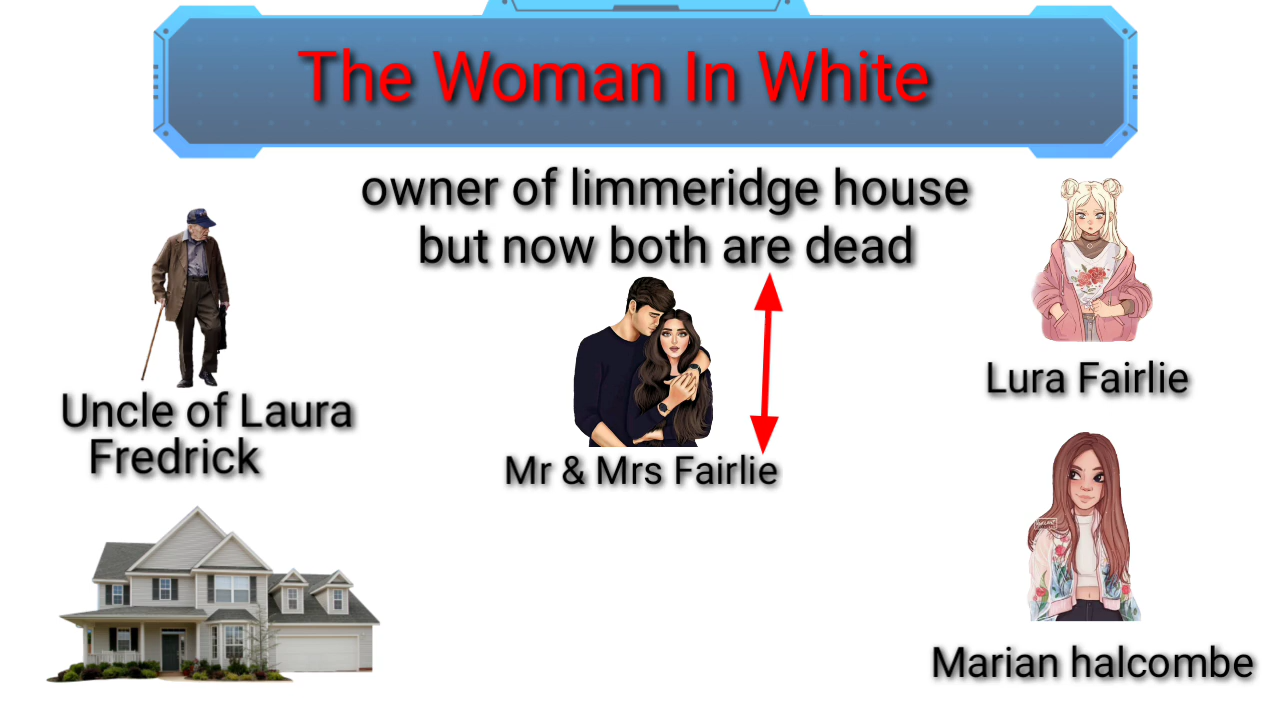 The Woman In White
owner of limmeridge house
but now both are dead
Uncle of Laura
Fredrick
Mr & Mrs Fairlie
Lura Fairlie
Marian halcombe